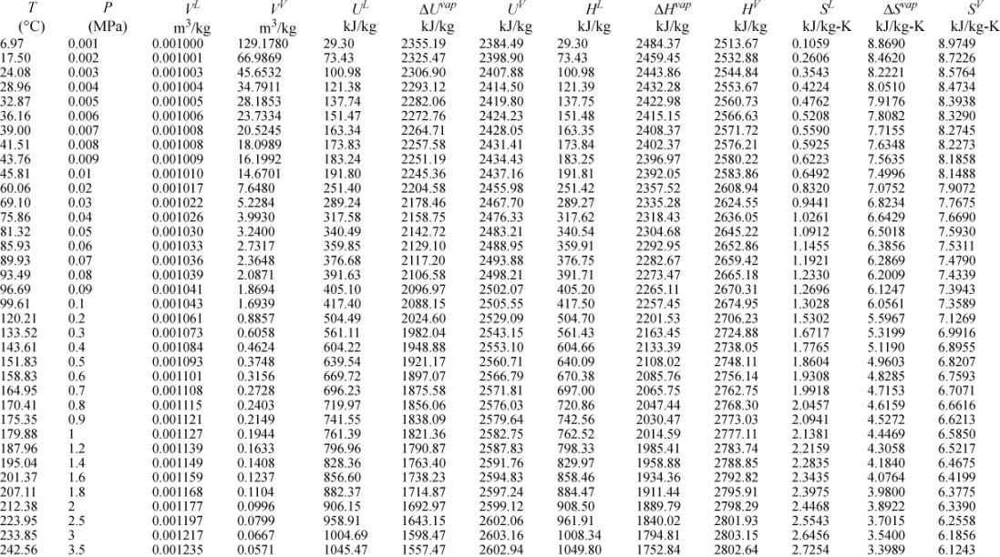 T P V^L V^V U^L ΔU^vap U^V H^L ΔH^vap H^V S^L ΔS^vap S^V
(°C) (MPa) m³/kg m³/kg kJ/kg kJ/kg kJ/kg kJ/kg kJ/kg kJ/kg kJ/kg-K kJ/kg-K kJ/kg-K
6.97 0.001 0.001000 129.1780 29.30 2355.19 2384.49 29.30 2484.37 2513.67 0.1059 8.8690 8.9749
17.50 0.002 0.001001 66.9869 73.43 2325.47 2398.90 73.43 2459.45 2532.88 0.2606 8.4620 8.7226
24.08 0.003 0.001003 45.6532 100.98 2306.90 2407.88 100.98 2443.86 2544.84 0.3543 8.2221 8.5764
28.96 0.004 0.001004 34.7911 121.38 2293.12 2414.50 121.39 2432.28 2553.67 0.4224 8.0510 8.4734
32.87 0.005 0.001005 28.1853 137.74 2282.06 2419.80 137.75 2422.98 2560.73 0.4762 7.9176 8.3938
36.16 0.006 0.001006 23.7334 151.47 2272.76 2424.23 151.48 2415.15 2566.63 0.5208 7.8082 8.3290
39.00 0.007 0.001008 20.5245 163.34 2264.71 2428.05 163.35 2408.37 2571.72 0.5590 7.7155 8.2745
41.51 0.008 0.001008 18.0989 173.83 2257.58 2431.41 173.84 2402.37 2576.21 0.5925 7.6348 8.2273
43.76 0.009 0.001009 16.1992 183.24 2251.19 2434.43 183.25 2396.97 2580.22 0.6223 7.5635 8.1858
45.81 0.01 0.001010 14.6701 191.80 2245.36 2437.16 191.81 2392.05 2583.86 0.6492 7.4996 8.1488
60.06 0.02 0.001017 7.6480 251.40 2204.58 2455.98 251.42 2357.52 2608.94 0.8320 7.0752 7.9072
69.10 0.03 0.001022 5.2284 289.24 2178.46 2467.70 289.27 2335.28 2624.55 0.9441 6.8234 7.7675
75.86 0.04 0.001026 3.9930 317.58 2158.75 2476.33 317.62 2318.43 2636.05 1.0261 6.6429 7.6690
81.32 0.05 0.001030 3.2400 340.49 2142.72 2483.21 340.54 2304.68 2645.22 1.0912 6.5018 7.5930
85.93 0.06 0.001033 2.7317 359.85 2129.10 2488.95 359.91 2292.95 2652.86 1.1455 6.3856 7.5311
89.93 0.07 0.001036 2.3648 376.68 2117.20 2493.88 376.75 2282.67 2659.42 1.1921 6.2869 7.4790
93.49 0.08 0.001039 2.0871 391.63 2106.58 2498.21 391.71 2273.47 2665.18 1.2330 6.2009 7.4339
96.69 0.09 0.001041 1.8694 405.10 2096.97 2502.07 405.20 2265.11 2670.31 1.2696 6.1247 7.3943
99.61 0.1 0.001043 1.6939 417.40 2088.15 2505.55 417.50 2257.45 2674.95 1.3028 6.0561 7.3589
120.21 0.2 0.001061 0.8857 504.49 2024.60 2529.09 504.70 2201.53 2706.23 1.5302 5.5967 7.1269
133.52 0.3 0.001073 0.6058 561.11 1982.04 2543.15 561.43 2163.45 2724.88 1.6717 5.3199 6.9916
143.61 0.4 0.001084 0.4624 604.22 1948.88 2553.10 604.66 2133.39 2738.05 1.7765 5.1190 6.8955
151.83 0.5 0.001093 0.3748 639.54 1921.17 2560.71 640.09 2108.02 2748.11 1.8604 4.9603 6.8207
158.83 0.6 0.001101 0.3156 669.72 1897.07 2566.79 670.38 2085.76 2756.14 1.9308 4.8285 6.7593
164.95 0.7 0.001108 0.2728 696.23 1875.58 2571.81 697.00 2065.75 2762.75 1.9918 4.7153 6.7071
170.41 0.8 0.001115 0.2403 719.97 1856.06 2576.03 720.86 2047.44 2768.30 2.0457 4.6159 6.6616
175.35 0.9 0.001121 0.2149 741.55 1838.09 2579.64 742.56 2030.47 2773.03 2.0941 4.5272 6.6213
179.88 1 0.001127 0.1944 761.39 1821.36 2582.75 762.52 2014.59 2777.11 2.1381 4.4469 6.5850
187.96 1.2 0.001139 0.1633 796.96 1790.87 2587.83 798.33 1985.41 2783.74 2.2159 4.3058 6.5217
195.04 1.4 0.001149 0.1408 828.36 1763.40 2591.76 829.97 1958.88 2788.85 2.2835 4.1840 6.4675
201.37 1.6 0.001159 0.1237 856.60 1738.23 2594.83 858.46 1934.36 2792.82 2.3435 4.0764 6.4199
207.11 1.8 0.001168 0.1104 882.37 1714.87 2597.24 884.47 1911.44 2795.91 2.3975 3.9800 6.3775
212.38 2 0.001177 0.0996 906.15 1692.97 2599.12 908.50 1889.79 2798.29 2.4468 3.8922 6.3390
223.95 2.5 0.001197 0.0799 958.91 1643.15 2602.06 961.91 1840.02 2801.93 2.5543 3.7015 6.2558
233.85 3 0.001217 0.0667 1004.69 1598.47 2603.16 1008.34 1794.81 2803.15 2.6456 3.5400 6.1856
242.56 3.5 0.001235 0.0571 1045.47 1557.47 2602.94 1049.80 1752.84 2802.64 2.7254 3.3989 6.1243